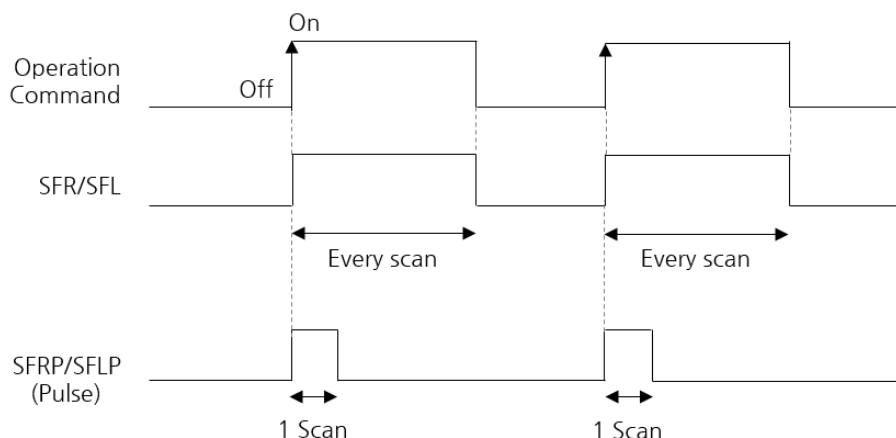 On
Operation
Command
Off
SFR/SFL
Every scan
Every scan
SFRP/SFLP
(Pulse)
1 Scan
1 Scan